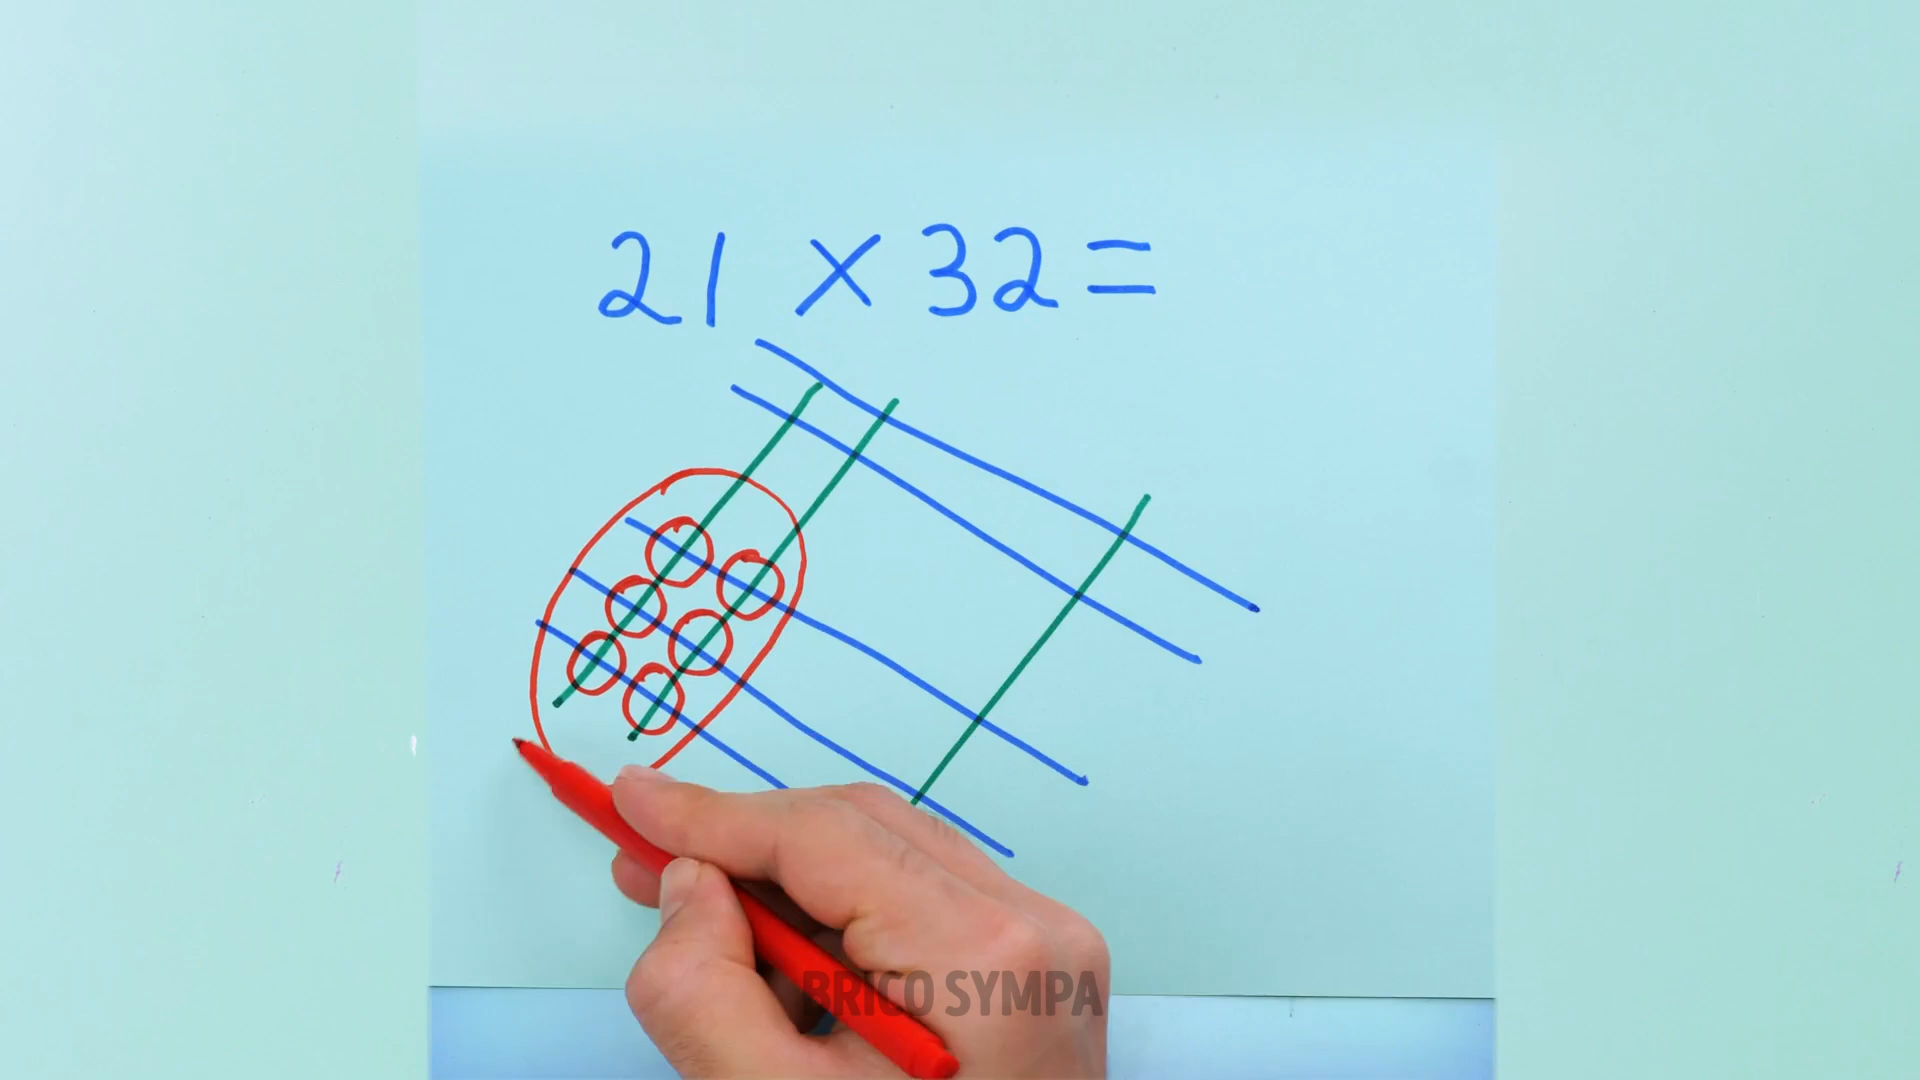 21 × 32 =
BRICO SYMPA